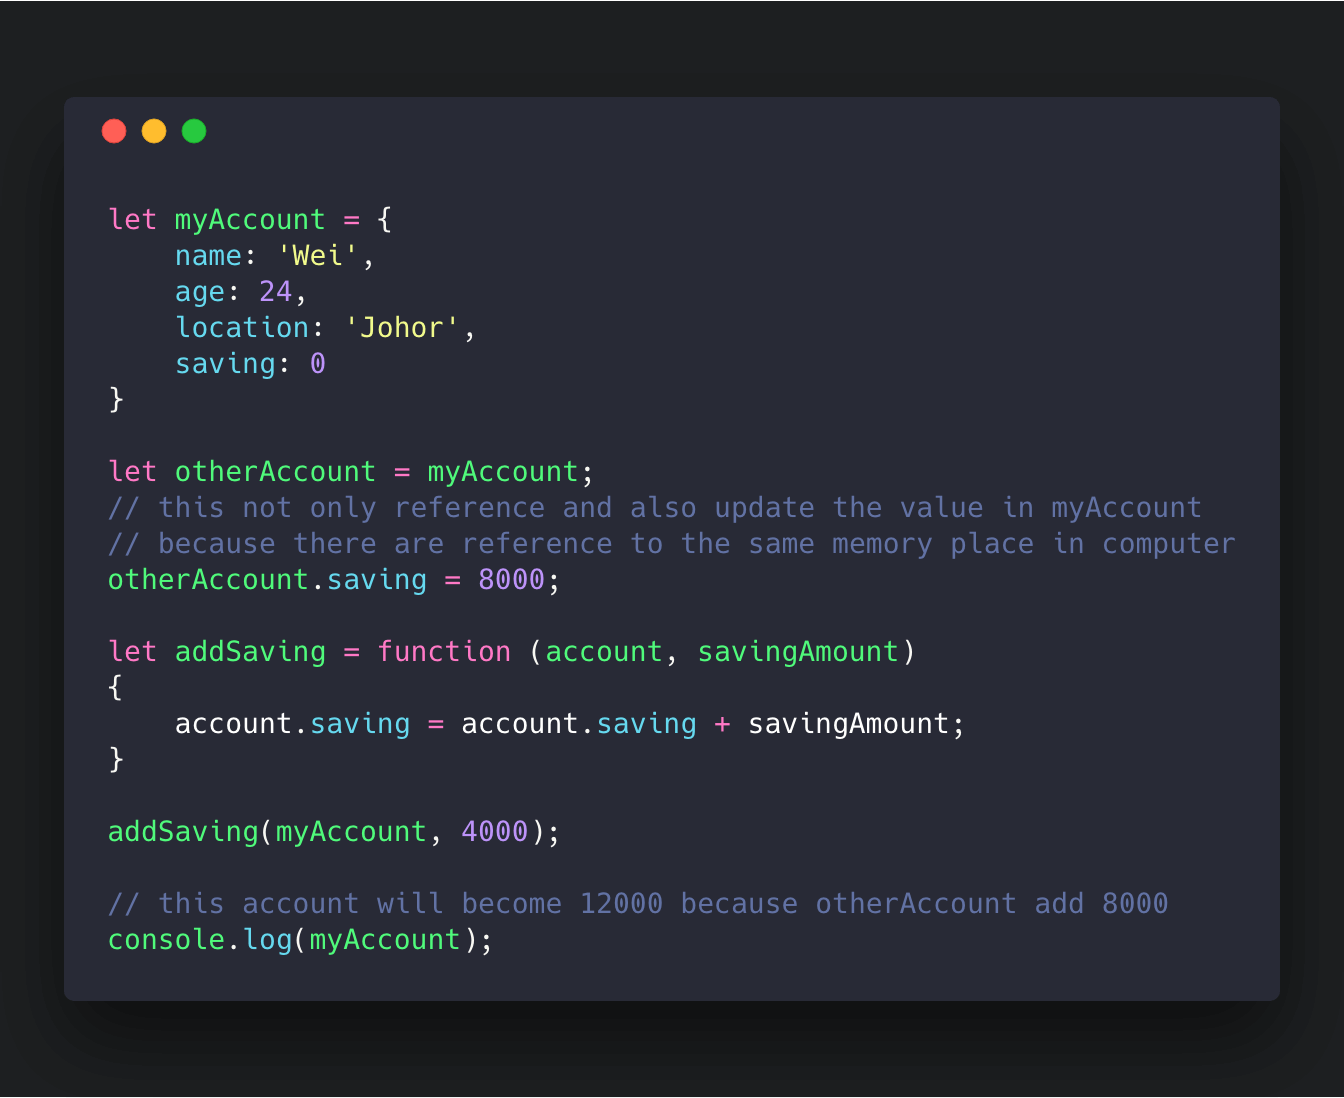 let myAccount = {
    name: 'Wei',
    age: 24,
    location: 'Johor',
    saving: 0
}
let otherAccount = myAccount;
// this not only reference and also update the value in myAccount
// because there are reference to the same memory place in computer
otherAccount.saving = 8000;
let addSaving = function (account, savingAmount)
{
    account.saving = account.saving + savingAmount;
}
addSaving(myAccount, 4000);
// this account will become 12000 because otherAccount add 8000
console.log(myAccount);